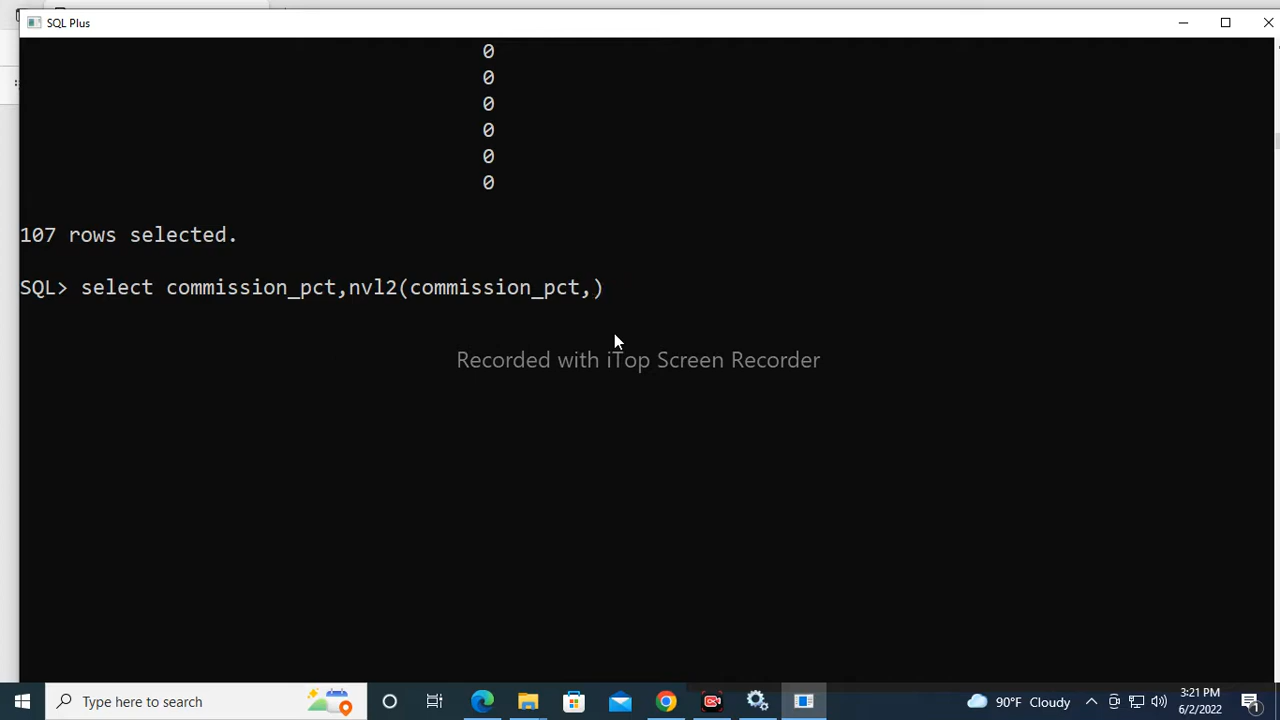 SQL Plus
0
0
0
0
0
0
107 rows selected.
SQL> select commission_pct,nvl2(commission_pct,)
Recorded with iTop Screen Recorder
Type here to search
90°F Cloudy
3:21 PM
6/2/2022
1